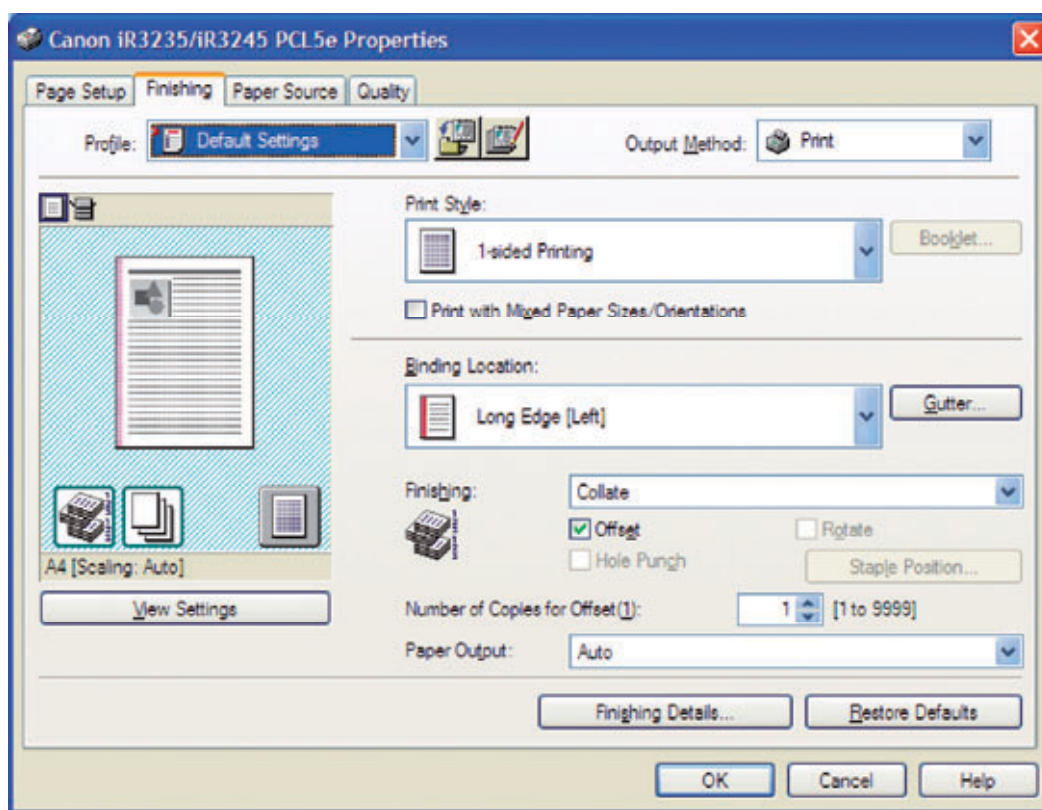 Canon iR3235/iR3245 PCL5e Properties
Page Setup Finishing Paper Source Quality
Profile: Default Settings Output Method: Print
Print Style:
1-sided Printing Booklet...
Print with Mixed Paper Sizes/Orientations
Binding Location:
Long Edge [Left] Gutter...
Finishing: Collate
Offset Rotate
Hole Punch Staple Position...
A4 [Scaling: Auto]
View Settings
Number of Copies for Offset(1): 1 [1 to 9999]
Paper Output: Auto
Finishing Details... Restore Defaults
OK Cancel Help